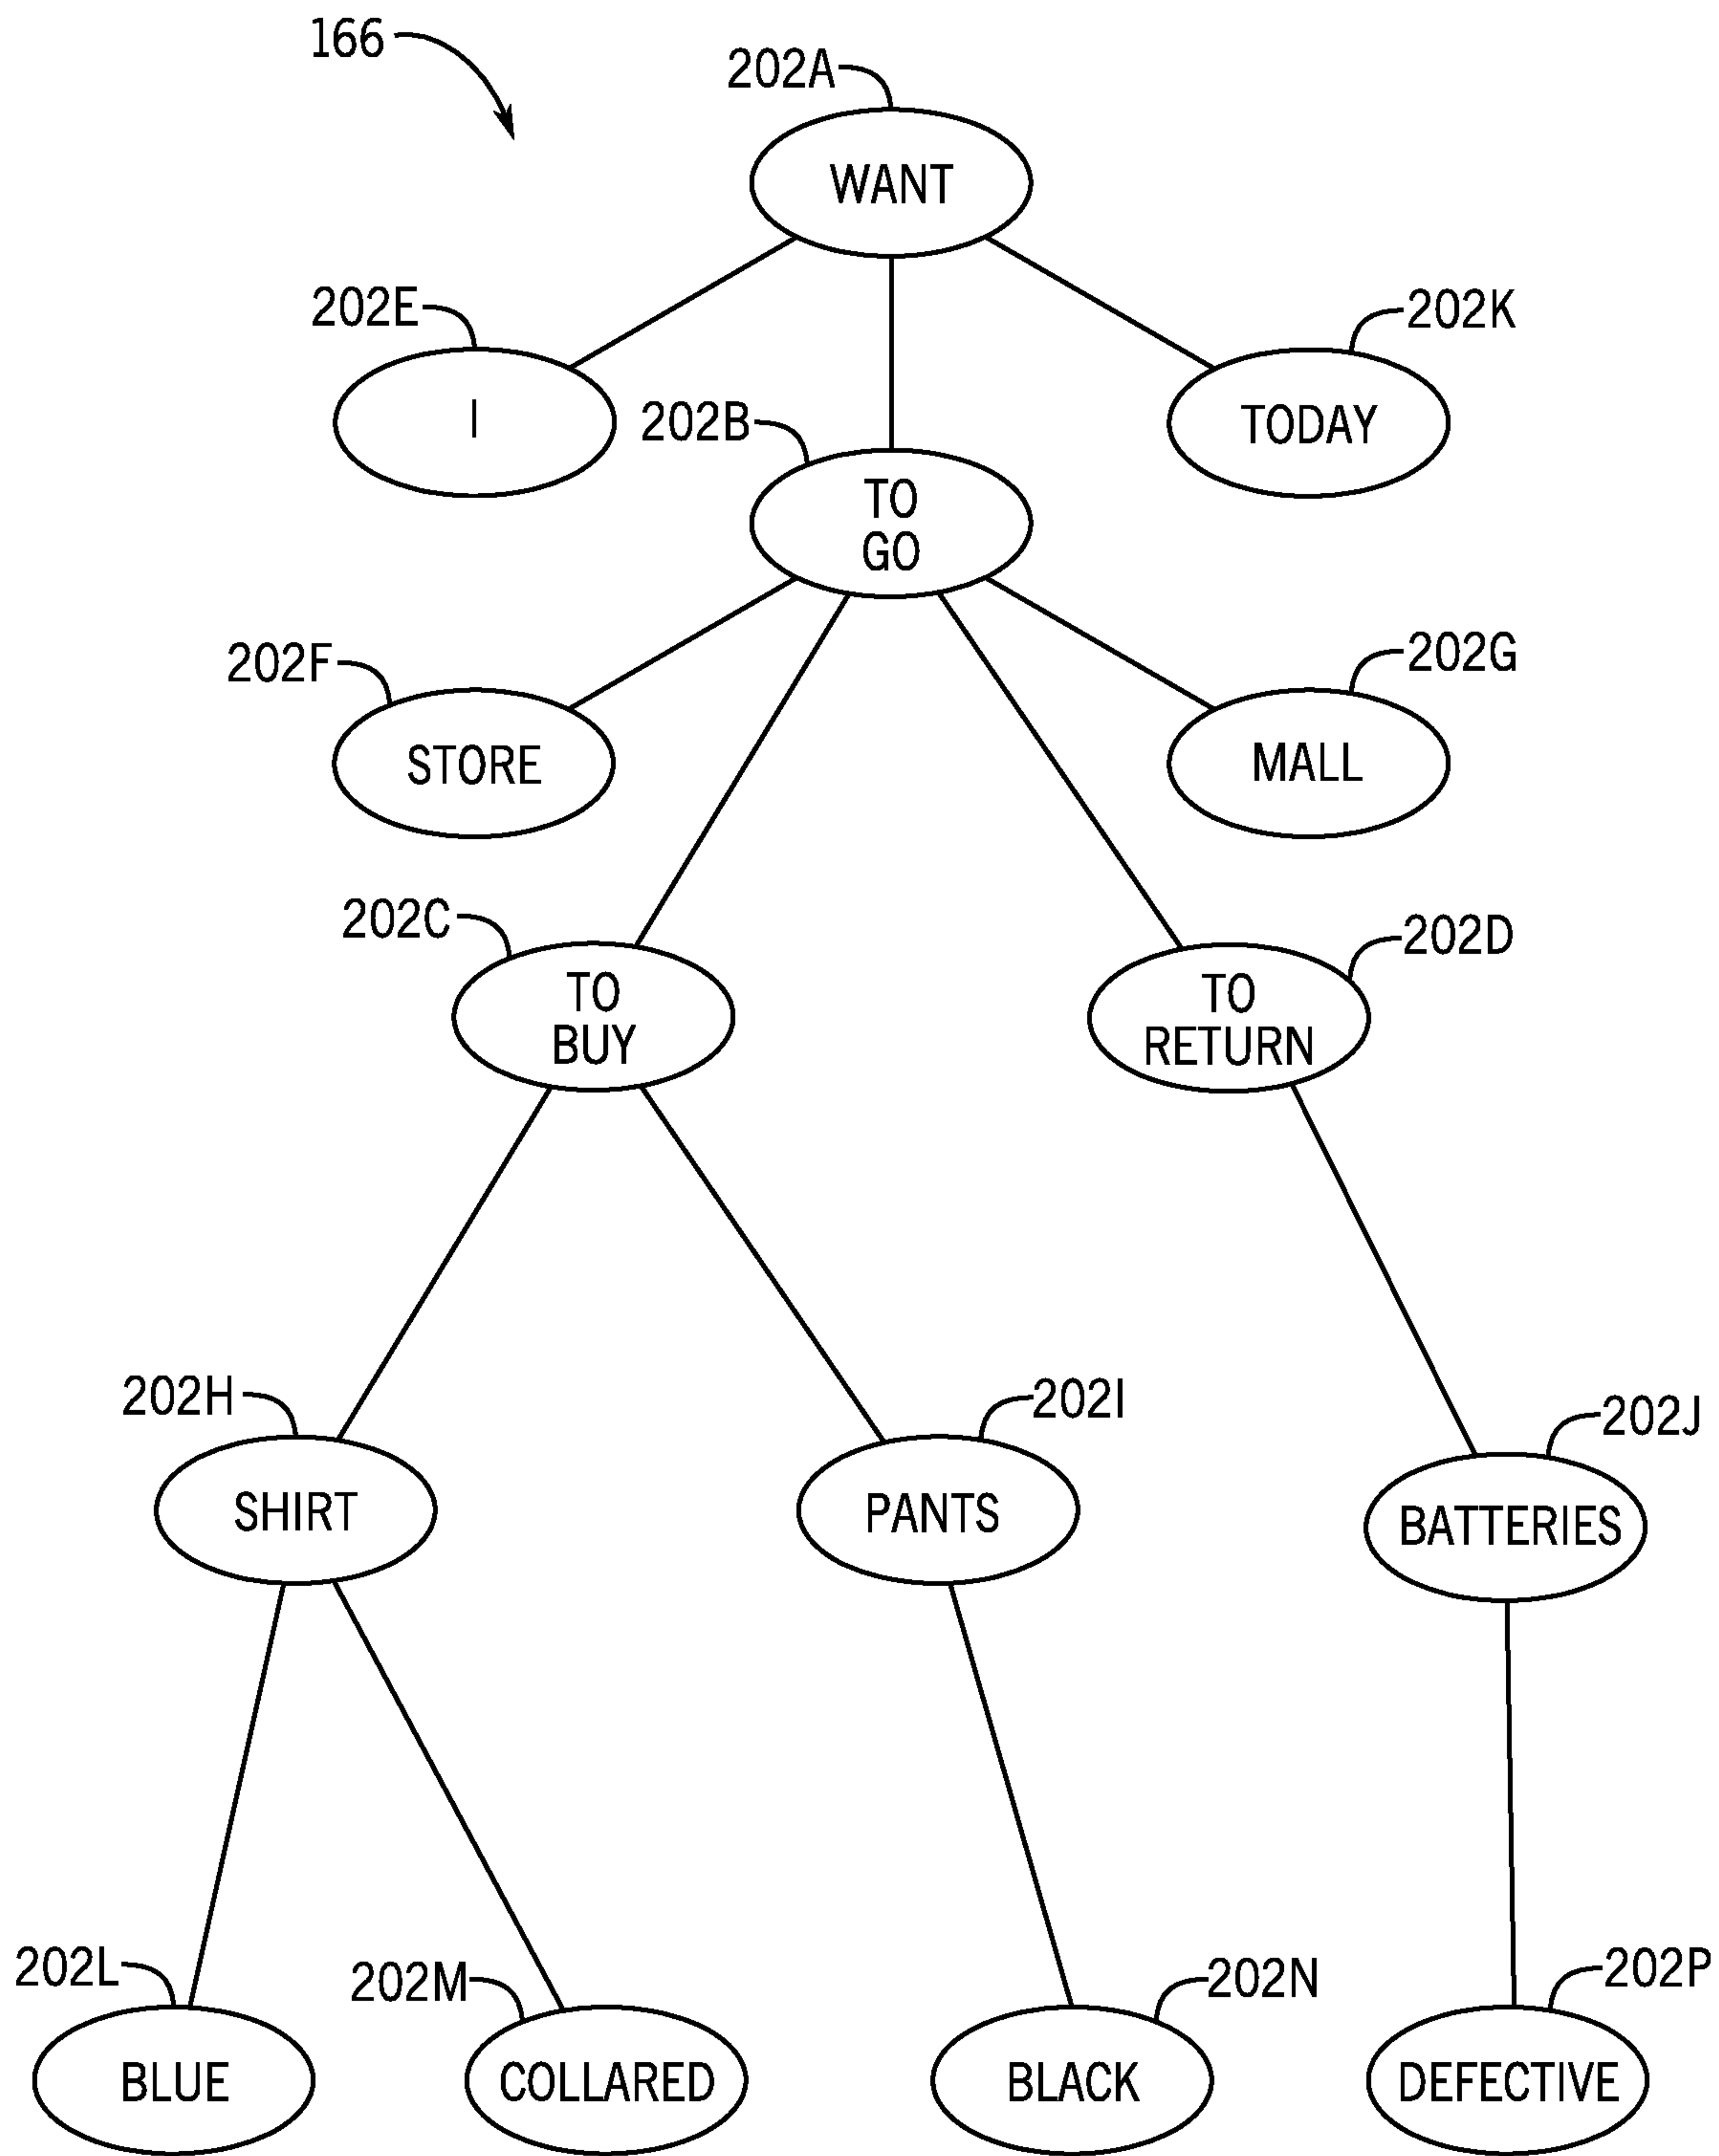 166
202A
WANT
202E
202K
I
202B
TODAY
TO
GO
202F
202G
STORE
MALL
202C
202D
TO
BUY
TO
RETURN
202H
202I
202J
SHIRT
PANTS
BATTERIES
202L
202M
202N
202P
BLUE
COLLARED
BLACK
DEFECTIVE